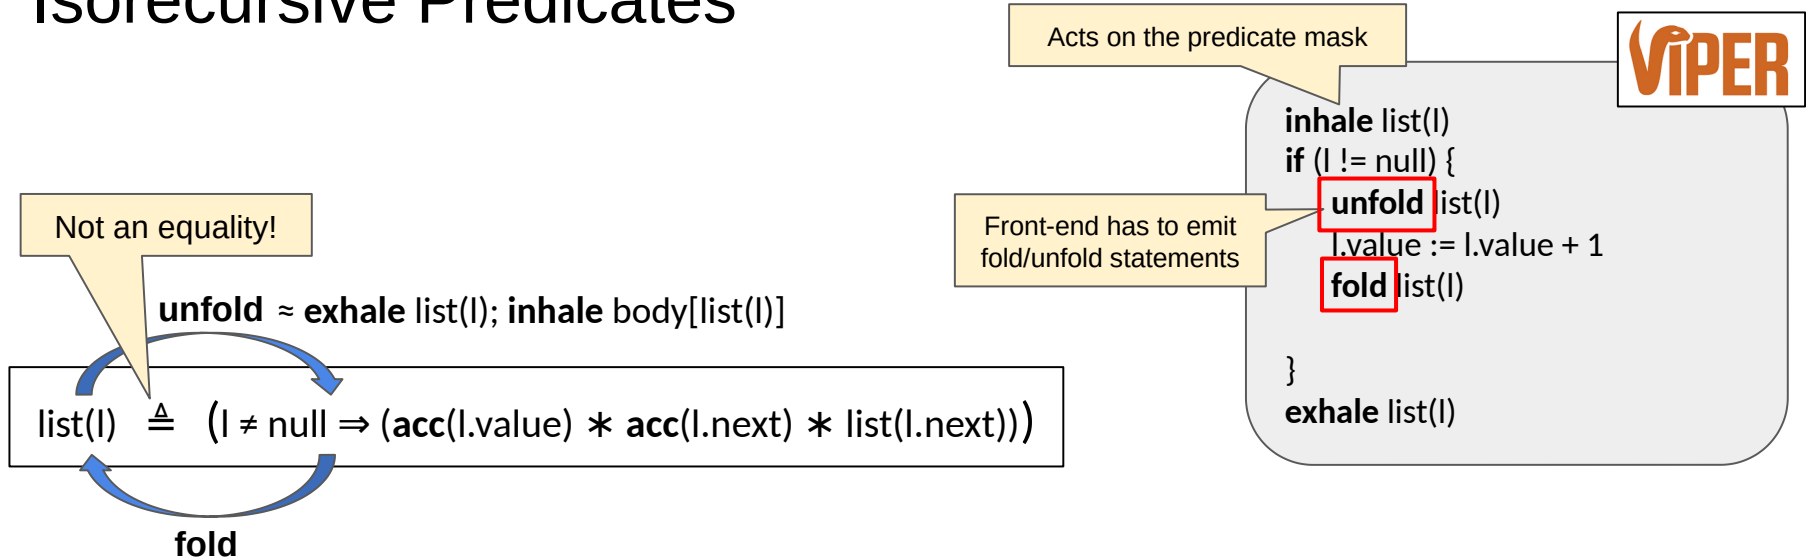 Isorecursive Predicates
Acts on the predicate mask
VIPER
inhale list(l)
if (l != null) {
unfold list(l)
l.value := l.value + 1
fold list(l)
}
exhale list(l)
Front-end has to emit
fold/unfold statements
Not an equality!
unfold ≈ exhale list(l); inhale body[list(l)]
list(l) ≜ (l ≠ null ⇒ (acc(l.value) ∗ acc(l.next) ∗ list(l.next)))
fold